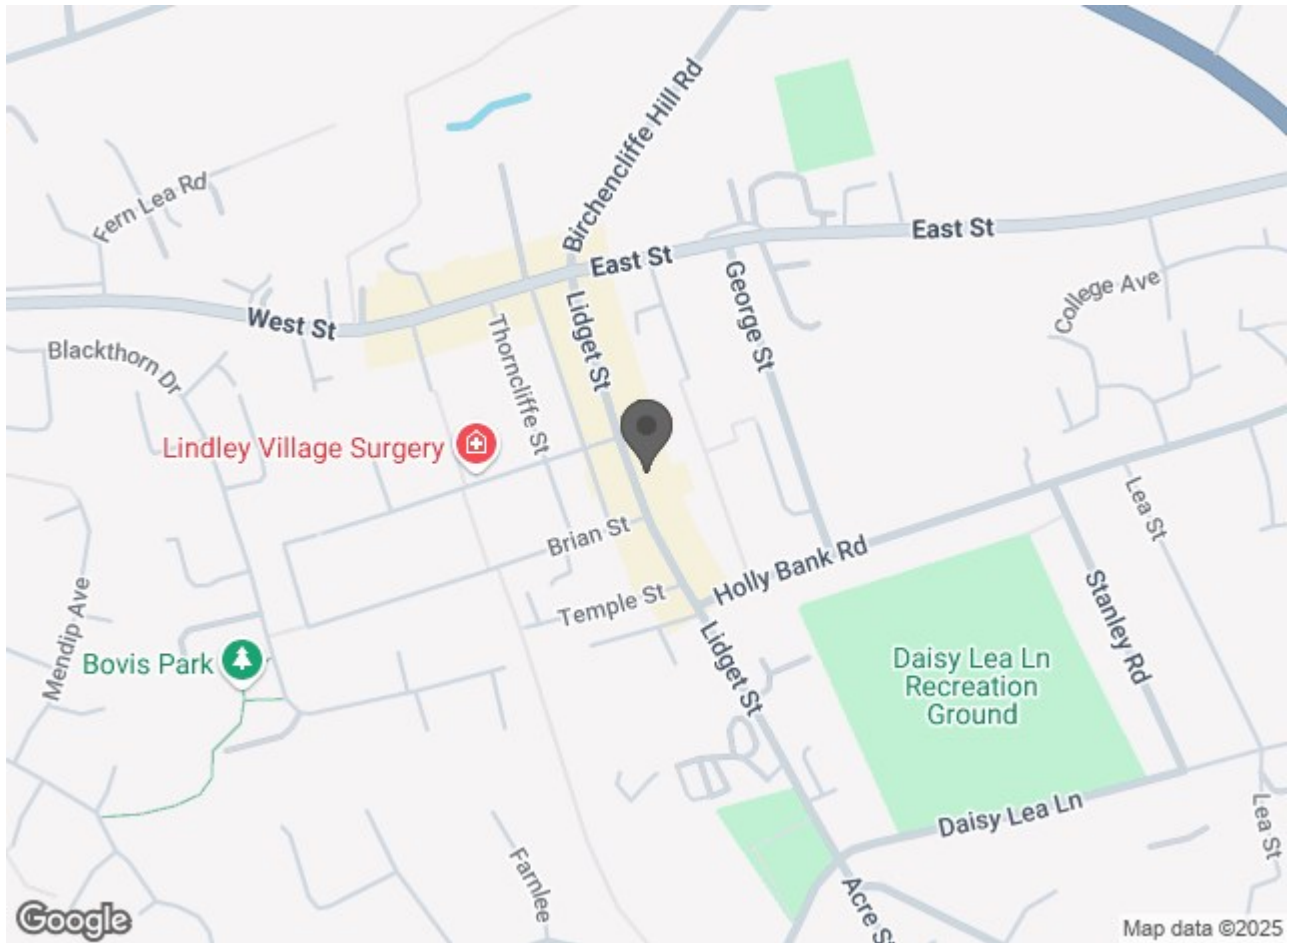 Birchencliffe Hill Rd
Fern Lea Rd
East St
East St
West St
Lidget St
George St
College Ave
Blackthorn Dr
Thorncliffe St
Lindley Village Surgery
Lea St
Brian St
Holly Bank Rd
Temple St
Mendip Ave
Stanley Rd
Bovis Park
Lidget St
Daisy Lea Ln
Recreation
Ground
Daisy Lea Ln
Lea St
Farnlee
Acre St
Google
Map data ©2025